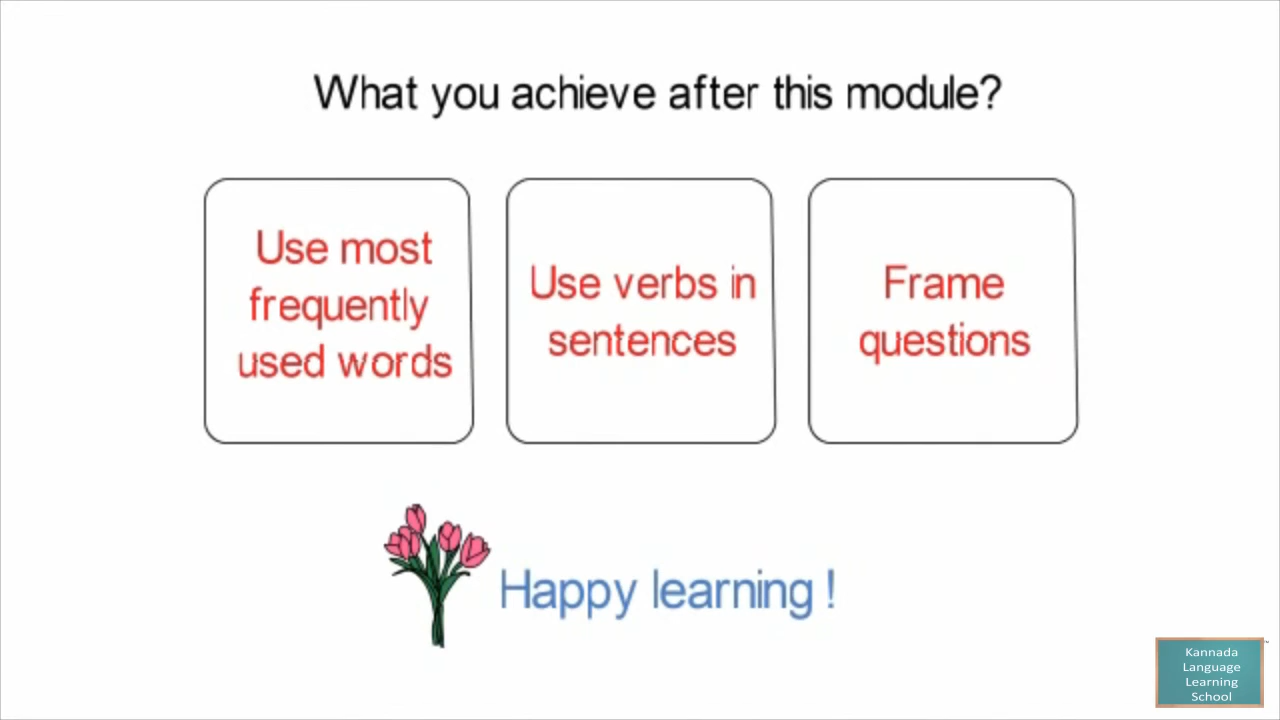 What you achieve after this module?
Use most
frequently
used words
Use verbs in
sentences
Frame
questions
Happy learning !
Kannada
Language
Learning
School